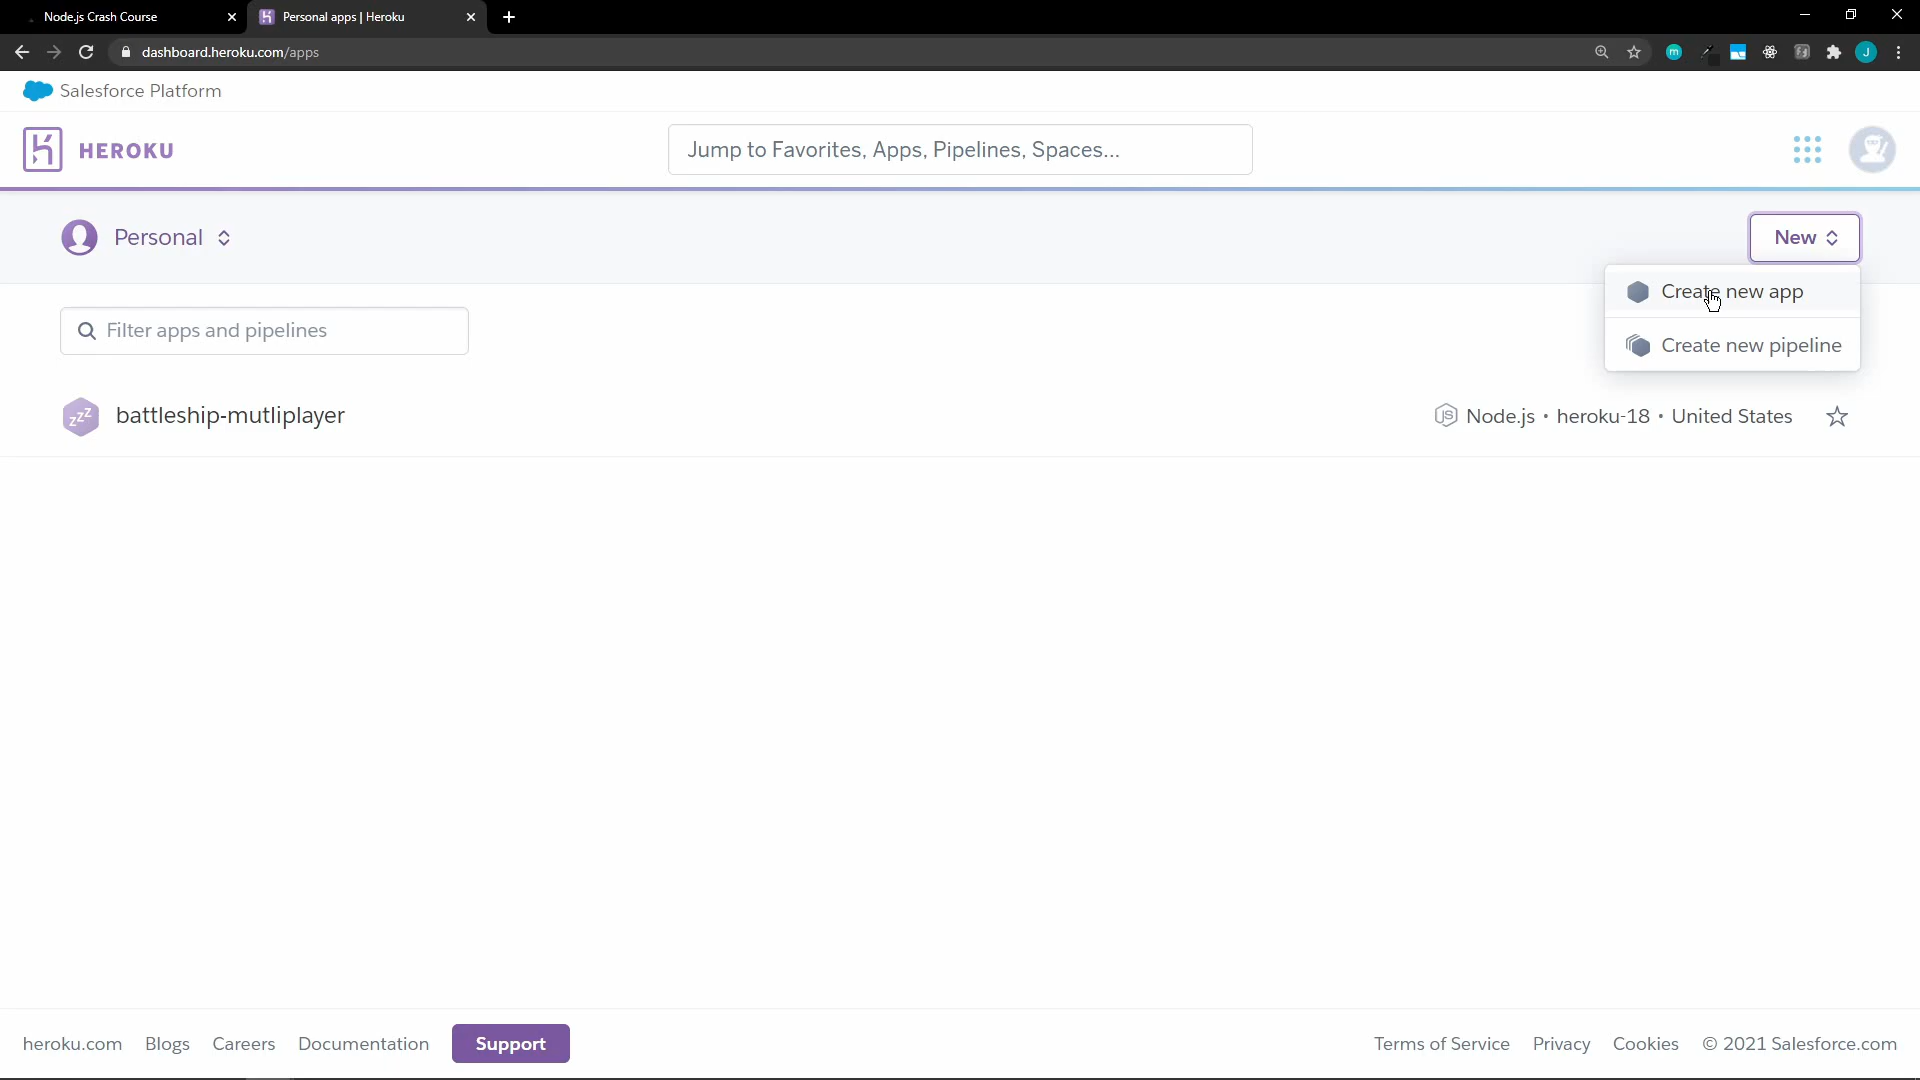 Node.js Crash Course
Personal apps | Heroku
dashboard.heroku.com/apps
m
J
Salesforce Platform
HEROKU
Jump to Favorites, Apps, Pipelines, Spaces...
Personal
New
Create new app
Create new pipeline
Filter apps and pipelines
zzz battleship-mutliplayer
JS Node.js • heroku-18 • United States
heroku.com Blogs Careers Documentation Support
Terms of Service Privacy Cookies © 2021 Salesforce.com